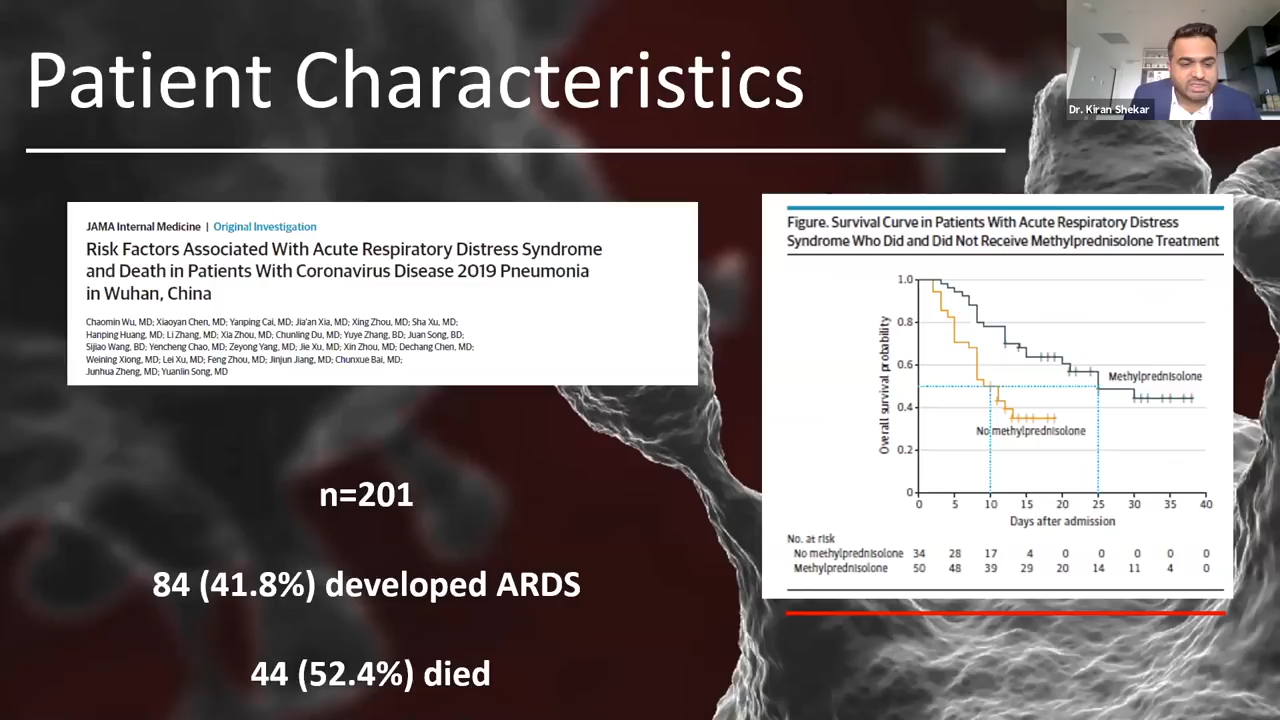 Patient Characteristics
Dr. Kiran Shekar
JAMA Internal Medicine | Original Investigation
Risk Factors Associated With Acute Respiratory Distress Syndrome
and Death in Patients With Coronavirus Disease 2019 Pneumonia
in Wuhan, China
Chaomin Wu, MD; Xiaoyan Chen, MD; Yanping Cai, MD; Jia'an Xia, MD; Xing Zhou, MD; Sha Xu, MD;
Hanping Huang, MD; Li Zhang, MD; Xia Zhou, MD; Chunling Du, MD; Yuye Zhang, BD; Juan Song, BD;
Sijiao Wang, BD; Yencheng Chao, MD; Zeyong Yang, MD; Jie Xu, MD; Xin Zhou, MD; Dechang Chen, MD;
Weining Xiong, MD; Lei Xu, MD; Feng Zhou, MD; Jinjun Jiang, MD; Chunxue Bai, MD;
Junhua Zheng, MD; Yuanlin Song, MD
n=201
84 (41.8%) developed ARDS
44 (52.4%) died
Figure. Survival Curve in Patients With Acute Respiratory Distress
Syndrome Who Did and Did Not Receive Methylprednisolone Treatment
Overall survival probability
1.0
0.8
0.6
0.4
0.2
0
Methylprednisolone
No methylprednisolone
0 5 10 15 20 25 30 35 40
Days after admission
No. at risk
No methylprednisolone 34 28 17 4 0 0 0 0 0
Methylprednisolone 50 48 39 29 20 14 11 4 0